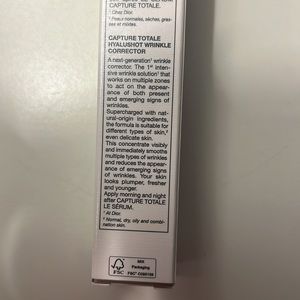 CAPTURE TOTALE.
¹ Chez Dior.
² Peaux normales, sèches, gras-
ses et mixtes.
CAPTURE TOTALE
HYALUSHOT WRINKLE
CORRECTOR
A next-generation¹ wrinkle
corrector. The 1st inten-
sive wrinkle solution¹ that
works on multiple zones
to act on the appear-
ance of both present
and emerging signs of
wrinkles.
Supercharged with nat-
ural-origin ingredients,
the formula is suitable for
different types of skin,²
even delicate skin.
This concentrate visibly
and immediately smooths
multiple types of wrinkles
and reduces the appear-
ance of emerging signs
of wrinkles. Your skin
looks plumper, fresher
and younger.
Apply morning and night
after CAPTURE TOTALE
LE SÉRUM.
¹ At Dior.
² Normal, dry, oily and combi-
nation skin.
FSC
MIX
Packaging